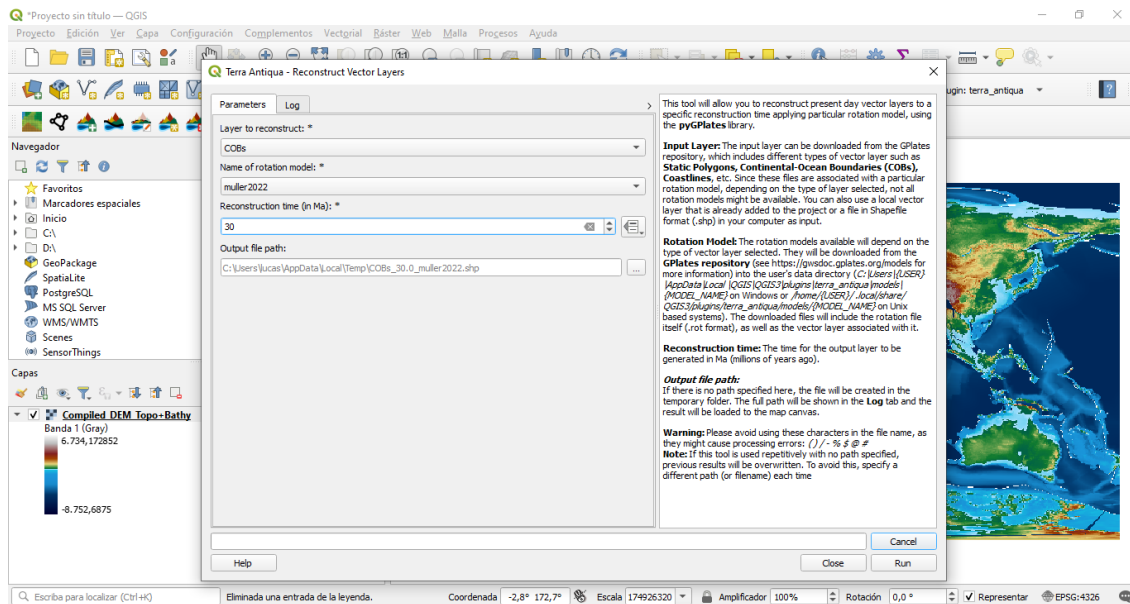 *Proyecto sin título — QGIS
Proyecto Edición Ver Capa Configuración Complementos Vectorial Ráster Web Malla Procesos Ayuda
Terra Antiqua - Reconstruct Vector Layers
ugin: terra_antiqua
Parameters Log
Layer to reconstruct: *
COBs
Name of rotation model: *
muller2022
Reconstruction time (in Ma): *
30
Output file path:
C:\Users\lucas\AppData\Local\Temp\COBs_30.0_muller2022.shp
...
This tool will allow you to reconstruct present day vector layers to a
specific reconstruction time applying particular rotation model, using
the pyGPlates library.
Input Layer: The input layer can be downloaded from the GPlates
repository, which includes different types of vector layer such as
Static Polygons, Continental-Ocean Boundaries (COBs),
Coastlines, etc. Since these files are associated with a particular
rotation model, depending on the type of layer selected, not all
rotation models might be available. You can also use a local vector
layer that is already added to the project or a file in Shapefile
format (.shp) in your computer as input.
Rotation Model: The rotation models available will depend on the
type of vector layer selected. They will be downloaded from the
GPlates repository (see https://gwsdoc.gplates.org/models for
more information) into the user's data directory (C:\Users\{USER}
\AppData\Local \QGIS\QGIS3\plugins\terra_antiqua\models\
{MODEL_NAME} on Windows or /home/{USER}/ .local/share/
QGIS3/plugins/terra_antiqua/models/{MODEL_NAME} on Unix
based systems). The downloaded files will include the rotation file
itself (.rot format), as well as the vector layer associated with it.
Reconstruction time: The time for the output layer to be
generated in Ma (millions of years ago).
Output file path:
If there is no path specified here, the file will be created in the
temporary folder. The full path will be shown in the Log tab and the
result will be loaded to the map canvas.
Warning: Please avoid using these characters in the file name, as
they might cause processing errors: ( ) / - % $ @ #
Note: If this tool is used repetitively with no path specified,
previous results will be overwritten. To avoid this, specify a
different path (or filename) each time
Cancel
Help
Close
Run
Navegador
Favoritos
Marcadores espaciales
Inicio
C:\
D:\
GeoPackage
SpatiaLite
PostgreSQL
MS SQL Server
WMS/WMTS
Scenes
SensorThings
Capas
Compiled DEM Topo+Bathy
Banda 1 (Gray)
6.734,172852
-8.752,6875
Escriba para localizar (Ctrl+K)
Eliminada una entrada de la leyenda.
Coordenada -2,8° 172,7°
Escala 174926320
Amplificador 100%
Rotación 0,0 °
Representar
EPSG:4326